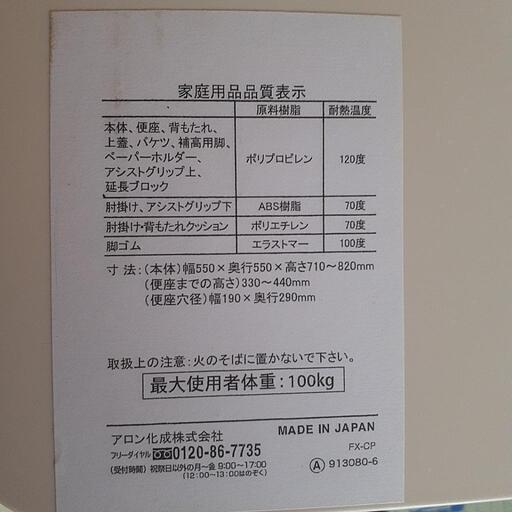 家庭用品品質表示
原料樹脂 耐熱温度
本体、便座、背もたれ、
上蓋、バケツ、補高用脚、
ペーパーホルダー、
アシストグリップ上、
延長ブロック
ポリプロピレン 120度
肘掛け、アシストグリップ下 ABS樹脂 70度
肘掛け・背もたれクッション ポリエチレン 70度
脚ゴム エラストマー 100度
寸法：(本体)幅550×奥行550×高さ710〜820mm
(便座までの高さ)330〜440mm
(便座穴径)幅190×奥行290mm
取扱上の注意：火のそばに置かないで下さい。
最大使用者体重：100kg
アロン化成株式会社 MADE IN JAPAN
フリーダイヤル 0120-86-7735 FX-CP
(受付時間) 祝祭日以外の月〜金 9:00〜17:00
(12:00〜13:00はのぞく) Ⓐ 913080-6